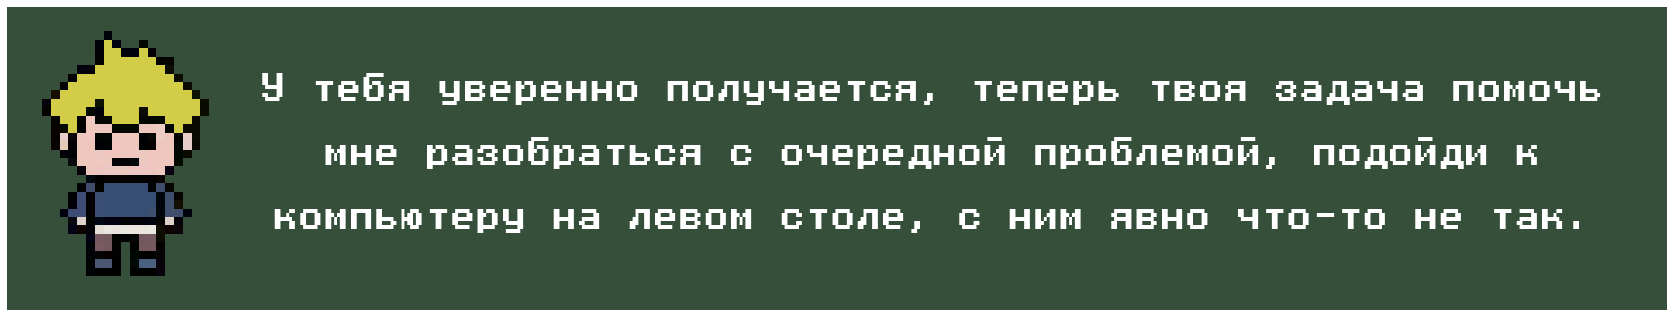 У тебя уверенно получается, теперь твоя задача помочь
мне разобраться с очередной проблемой, подойди к
компьютеру на левом столе, с ним явно что-то не так.